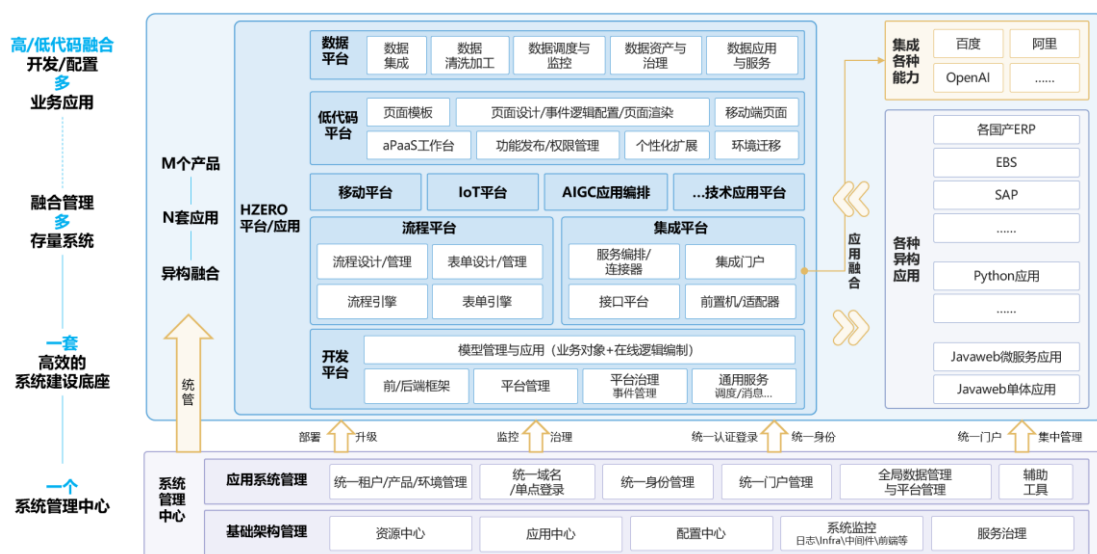 高/低代码融合
开发/配置
多
业务应用
融合管理
多
存量系统
一套
高效的
系统建设底座
一个
系统管理中心
M个产品
N套应用
异构融合
统管
HZERO
平台/应用
数据
平台
数据
集成
数据
清洗加工
数据调度与
监控
数据资产与
治理
数据应用
与服务
低代码
平台
页面模板
页面设计/事件逻辑配置/页面渲染
移动端页面
aPaaS工作台
功能发布/权限管理
个性化扩展
环境迁移
移动平台
IoT平台
AIGC应用编排
...技术应用平台
流程平台
流程设计/管理
表单设计/管理
流程引擎
表单引擎
集成平台
服务编排/
连接器
集成门户
接口平台
前置机/适配器
开发
平台
模型管理与应用（业务对象+在线逻辑编制）
前/后端框架
平台管理
平台治理
事件管理
通用服务
调度/消息...
应用融合
集成
各种
能力
百度
阿里
OpenAI
......
各种
异构
应用
各国产ERP
EBS
SAP
......
Python应用
......
Javaweb微服务应用
Javaweb单体应用
部署
升级
监控
治理
统一认证登录
统一身份
统一门户
集中管理
系统
管理
中心
应用系统管理
统一租户/产品/环境管理
统一域名
/单点登录
统一身份管理
统一门户管理
全局数据管理
与平台管理
辅助
工具
基础架构管理
资源中心
应用中心
配置中心
系统监控
日志\Infra\中间件\前端等
服务治理